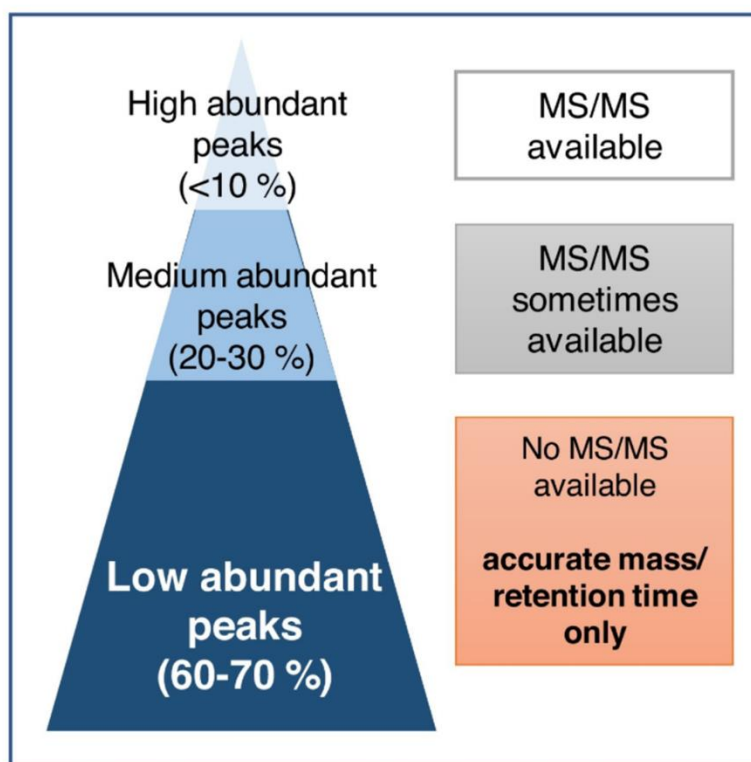 High abundant
peaks
(<10 %)
MS/MS
available
Medium abundant
peaks
(20-30 %)
MS/MS
sometimes
available
Low abundant
peaks
(60-70 %)
No MS/MS
available
accurate mass/
retention time
only